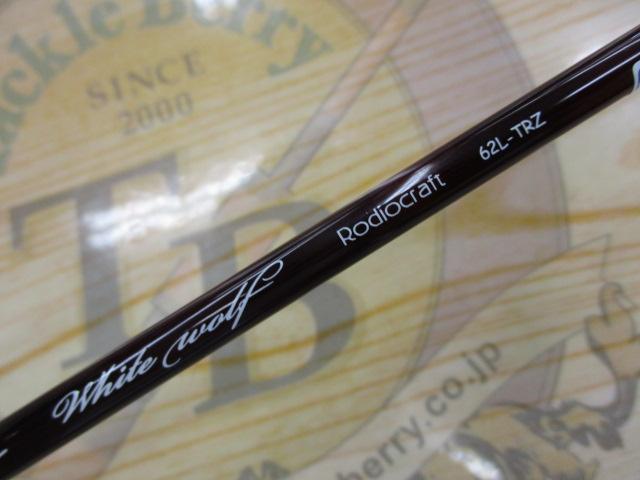 ackle Berry
SINCE
2000
TB
White wolf
Rodiocraft
62L-TRZ
berry.co.jp